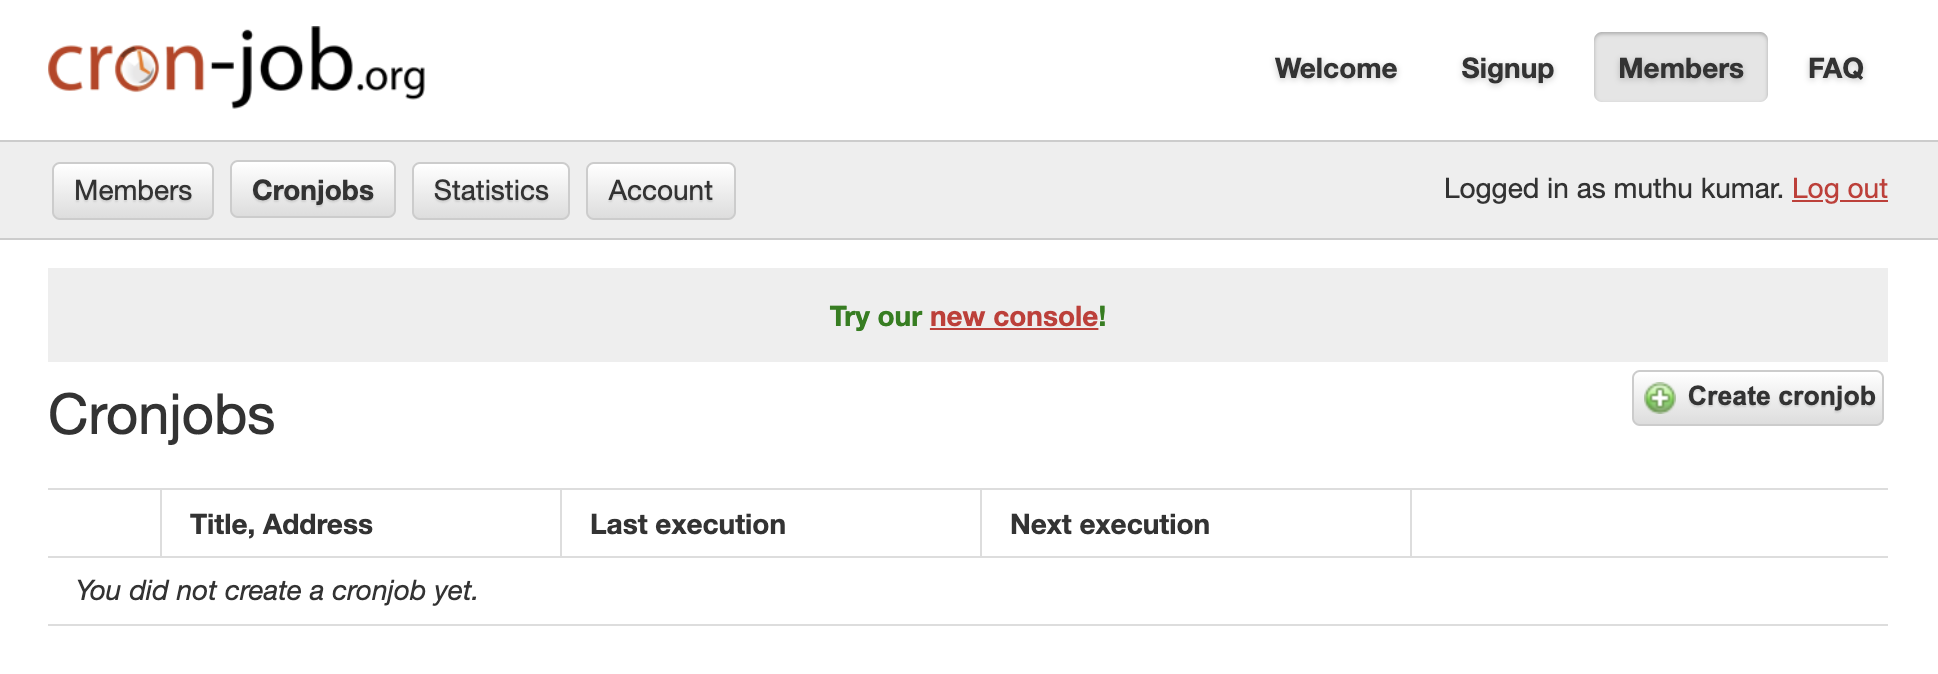 cron-job.org
Welcome Signup Members FAQ
Members Cronjobs Statistics Account Logged in as muthu kumar. Log out
Try our new console!
Cronjobs
Create cronjob
Title, Address Last execution Next execution
You did not create a cronjob yet.